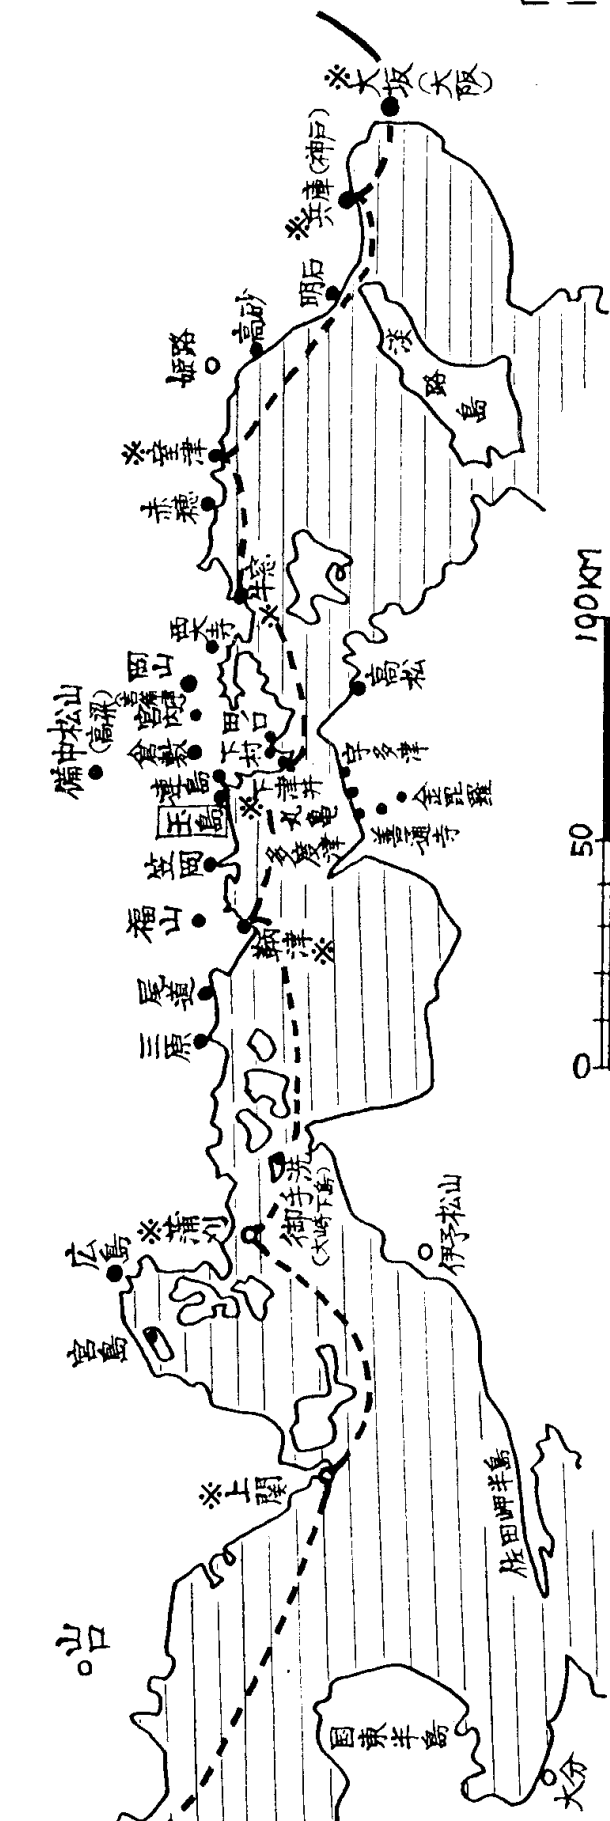 ※大坂(大阪)
※兵庫(神戸)
明石
高砂
姫路
淡路島
※室津
赤穂
牛窓
※
西大寺
岡山
宮内
備中松山
(高梁)
倉敷
田口
下村
連島
※下津井
玉島
丸亀
多度津
高松
宇多津
金毘羅
善通寺
笠岡
福山
鞆津
※
尾道
三原
100KM
50
0
御手洗
(大崎下島)
※蒲刈
広島
宮島
伊予松山
※上関
佐田岬半島
山口
国東半島
大分